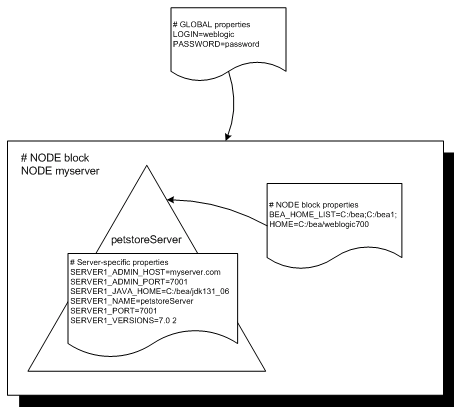 # GLOBAL properties
LOGIN=weblogic
PASSWORD=password
# NODE block
NODE myserver
# NODE block properties
BEA_HOME_LIST=C:/bea;C:/bea1;
HOME=C:/bea/weblogic700
petstoreServer
# Server-specific properties
SERVER1_ADMIN_HOST=myserver.com
SERVER1_ADMIN_PORT=7001
SERVER1_JAVA_HOME=C:/bea/jdk131_06
SERVER1_NAME=petstoreServer
SERVER1_PORT=7001
SERVER1_VERSIONS=7.0 2